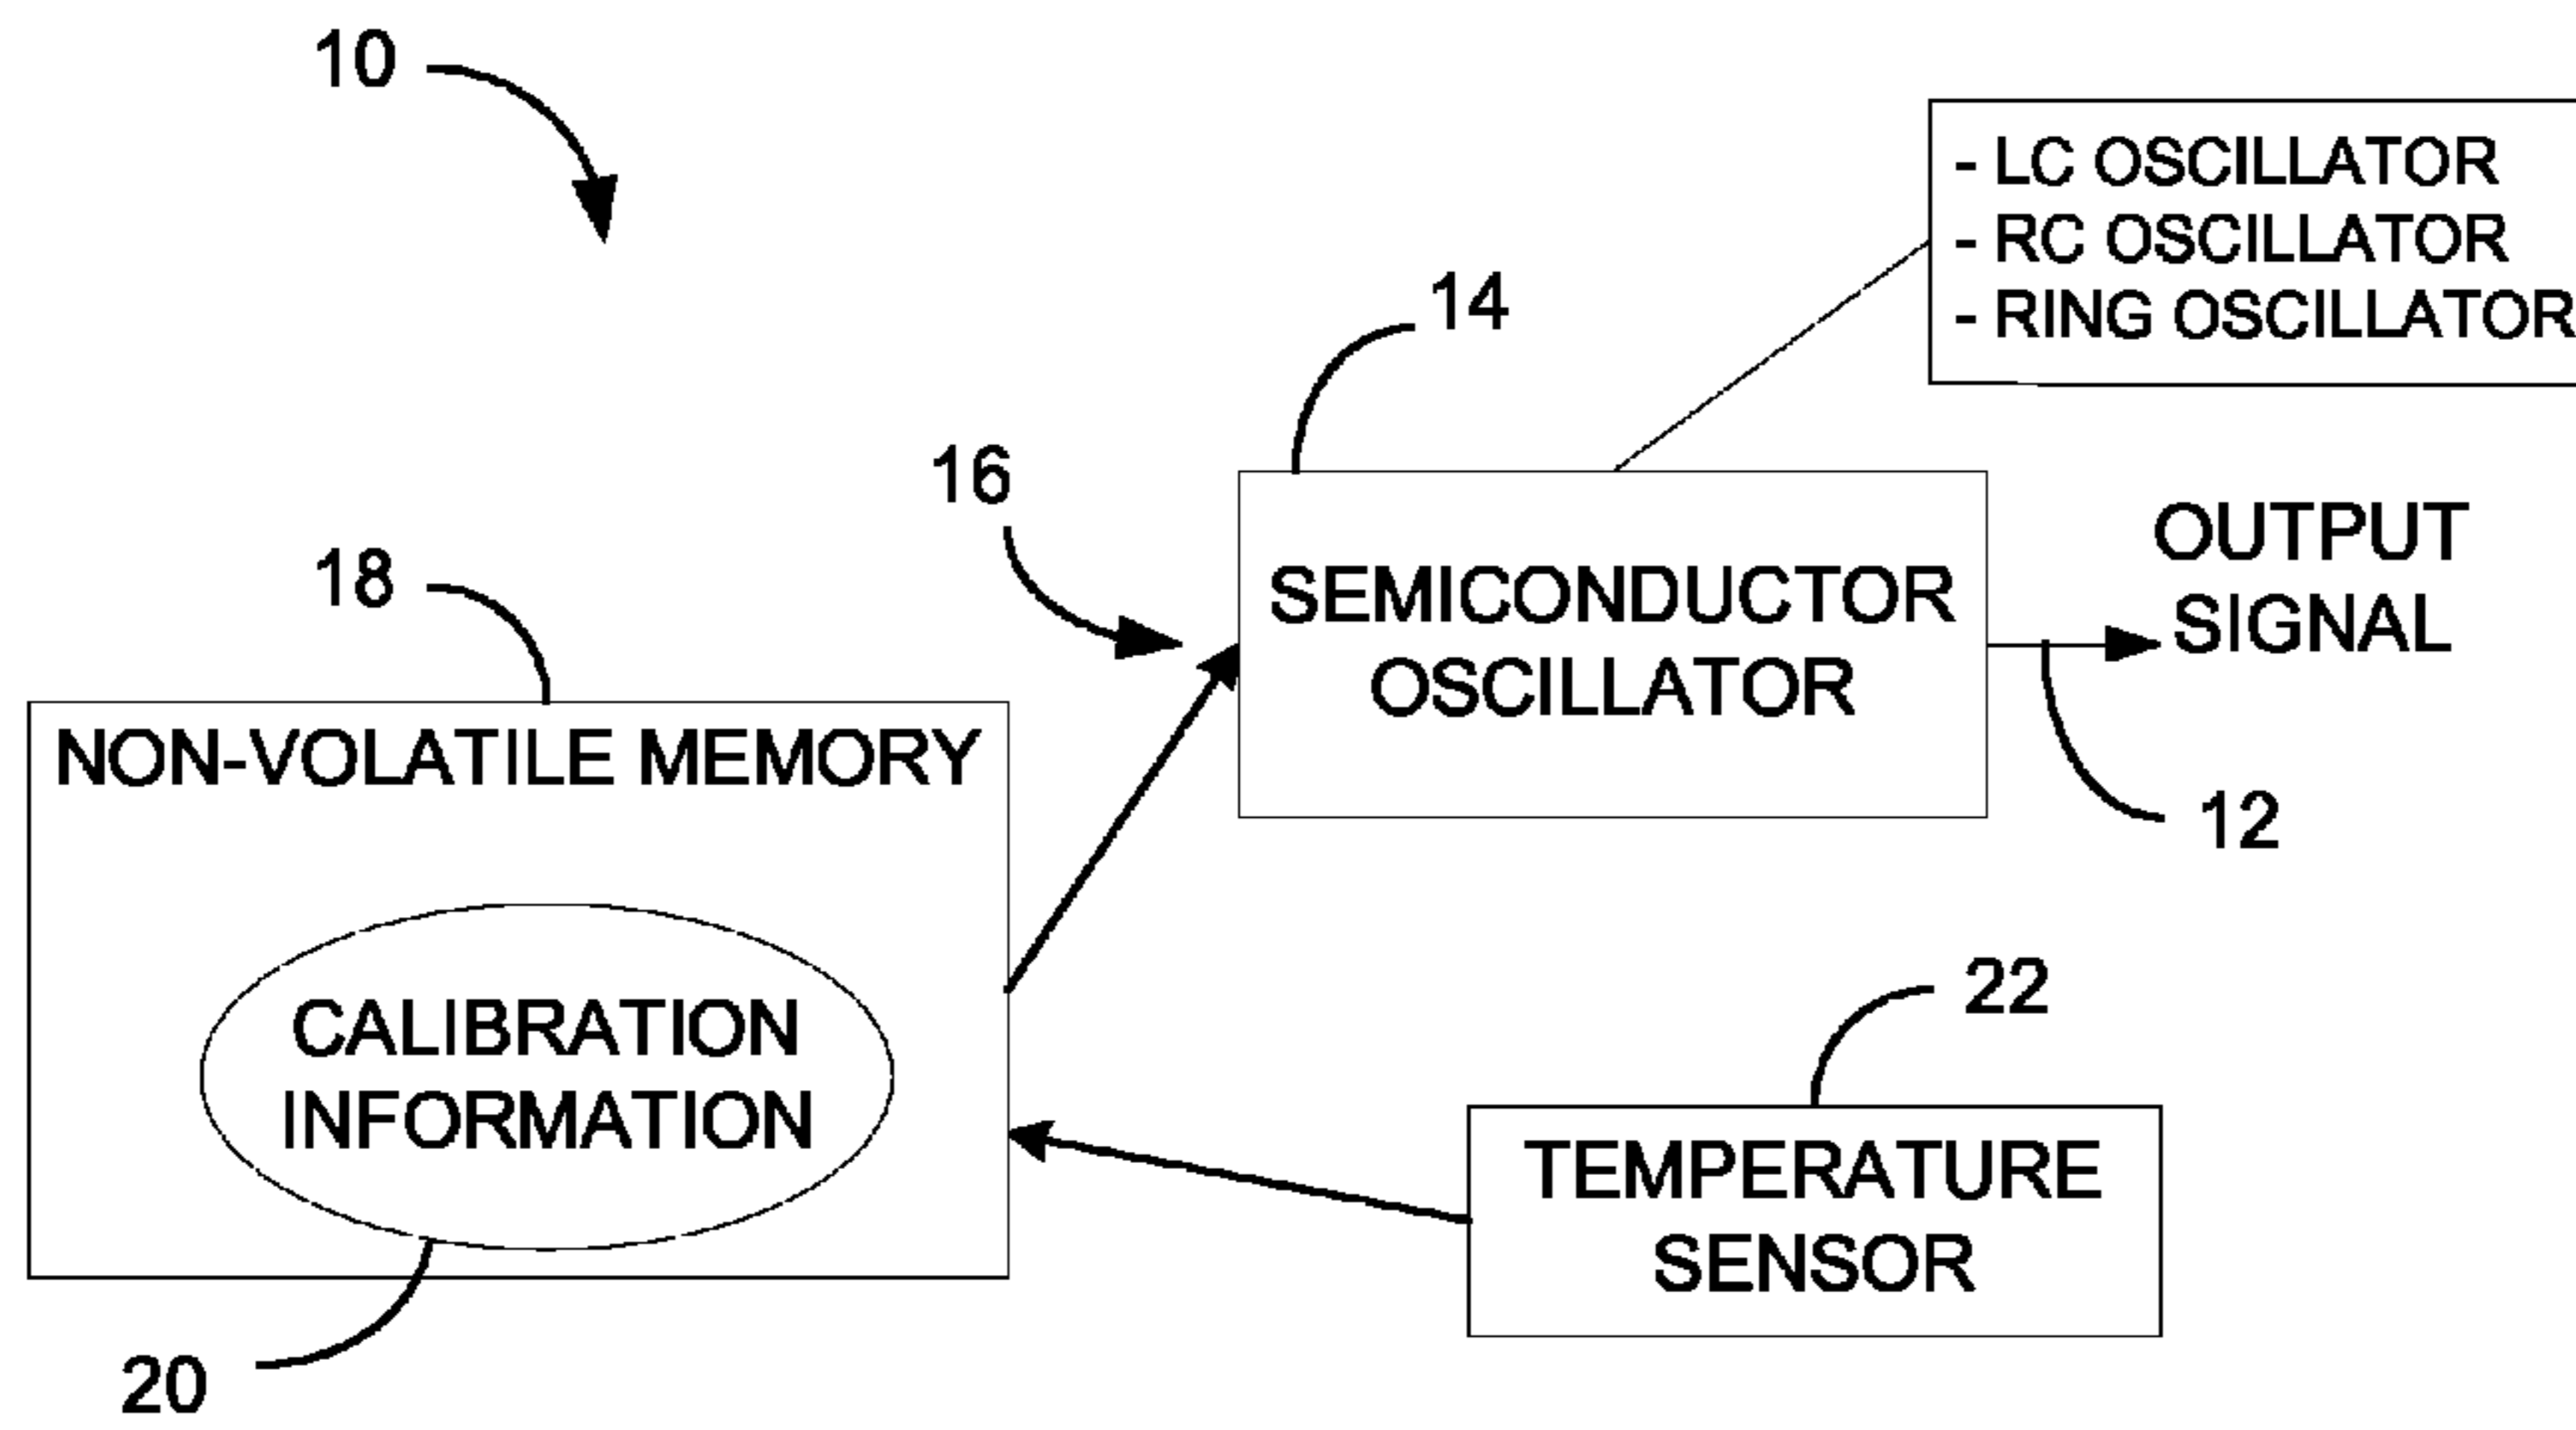 10
- LC OSCILLATOR
- RC OSCILLATOR
- RING OSCILLATOR
14
16
SEMICONDUCTOR
OSCILLATOR
OUTPUT
SIGNAL
12
18
NON-VOLATILE MEMORY
CALIBRATION
INFORMATION
20
22
TEMPERATURE
SENSOR